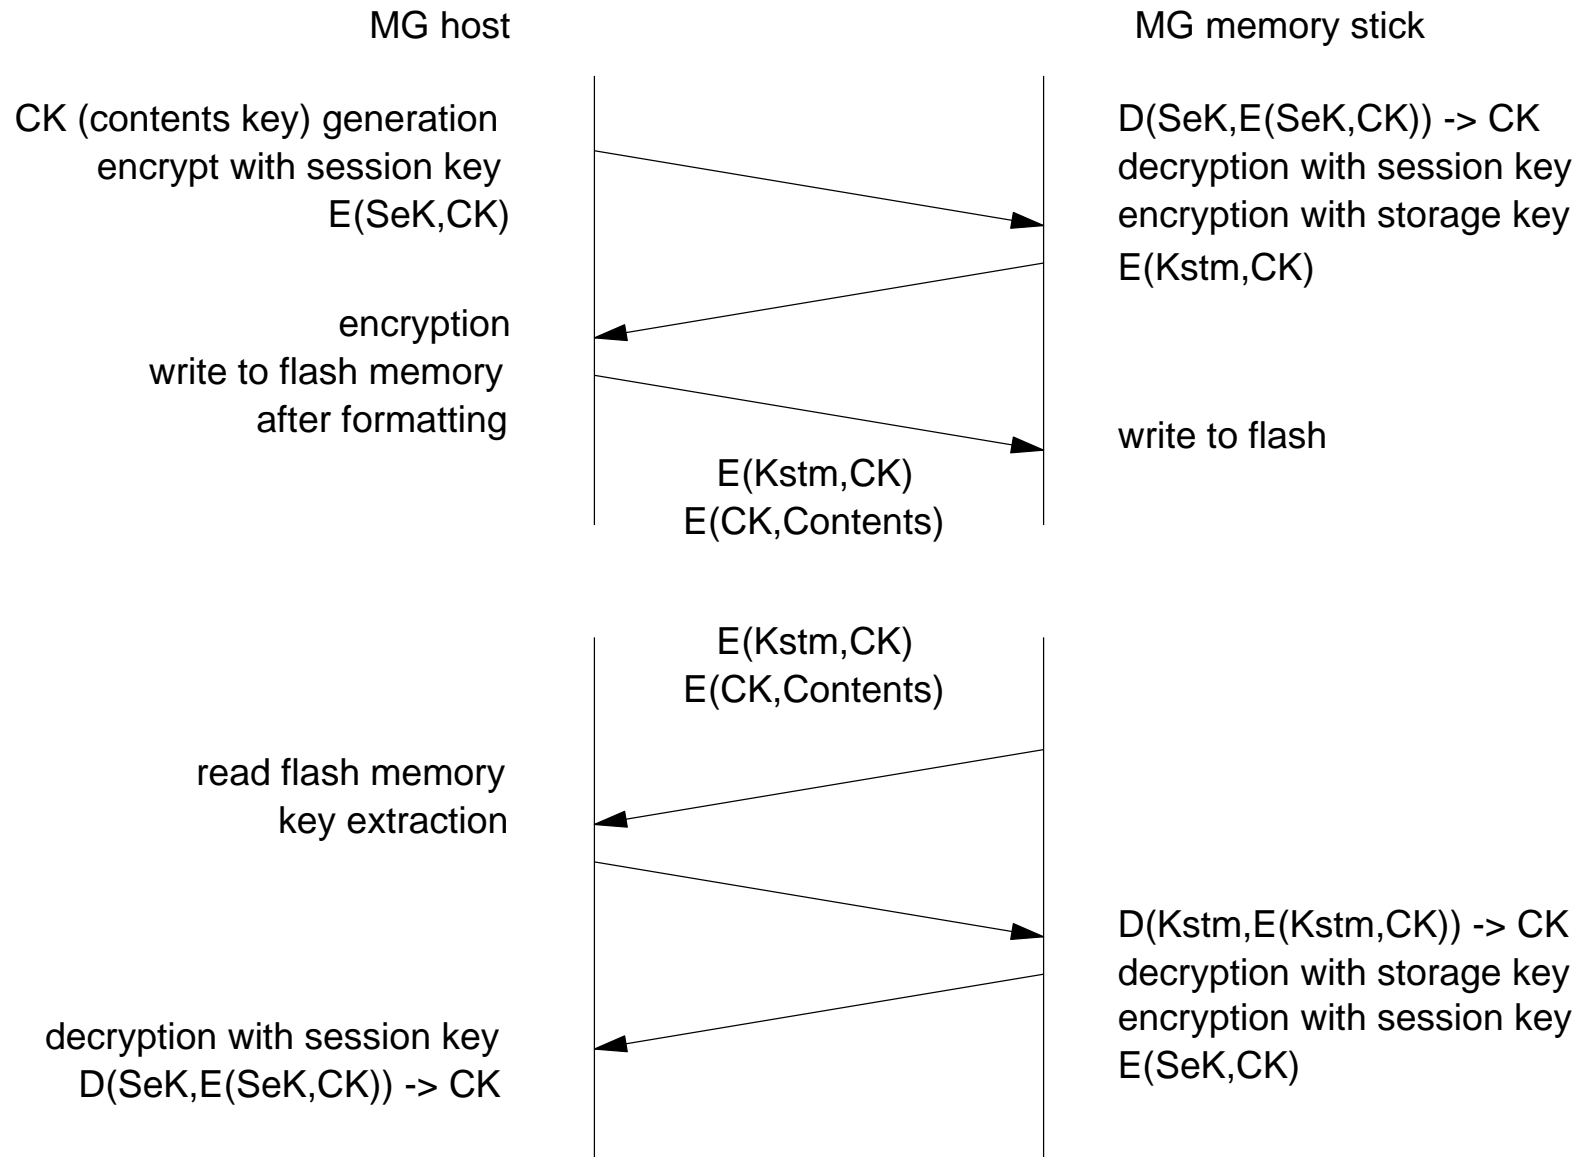 MG host
MG memory stick
CK (contents key) generation
encrypt with session key
E(SeK,CK)
D(SeK,E(SeK,CK)) -> CK
decryption with session key
encryption with storage key
E(Kstm,CK)
encryption
write to flash memory
after formatting
write to flash
E(Kstm,CK)
E(CK,Contents)
E(Kstm,CK)
E(CK,Contents)
read flash memory
key extraction
D(Kstm,E(Kstm,CK)) -> CK
decryption with storage key
encryption with session key
E(SeK,CK)
decryption with session key
D(SeK,E(SeK,CK)) -> CK